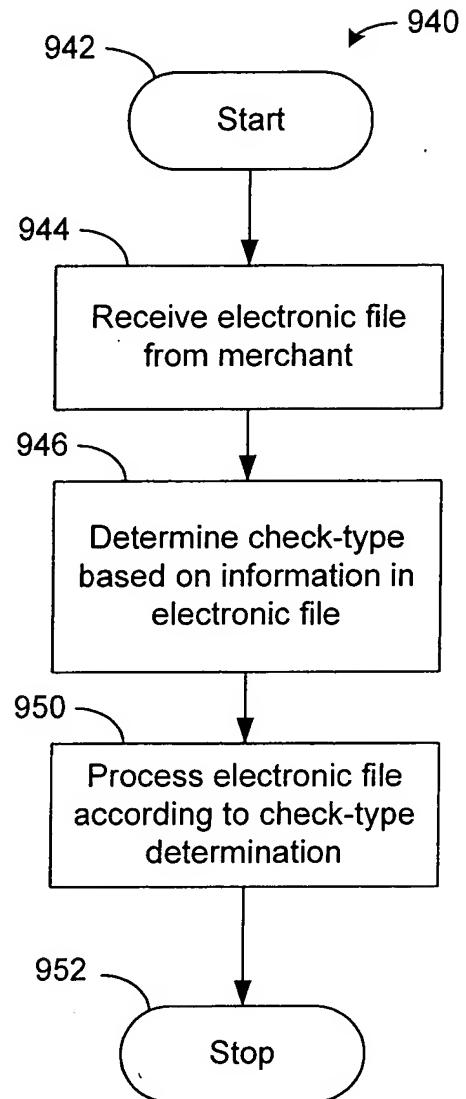 940
942
Start
944
Receive electronic file
from merchant
946
Determine check-type
based on information in
electronic file
950
Process electronic file
according to check-type
determination
952
Stop